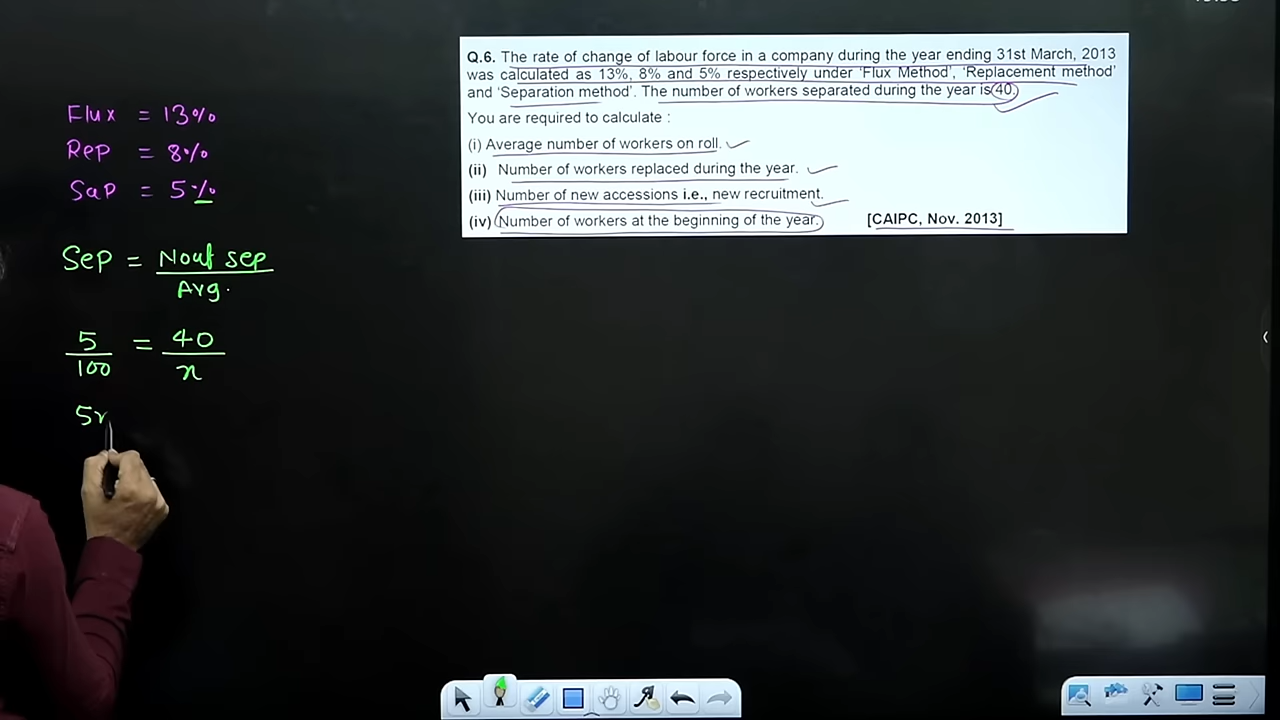 Q.6. The rate of change of labour force in a company during the year ending 31st March, 2013
was calculated as 13%, 8% and 5% respectively under 'Flux Method', 'Replacement method'
and 'Separation method'. The number of workers separated during the year is 40.
You are required to calculate :
(i) Average number of workers on roll.
(ii) Number of workers replaced during the year.
(iii) Number of new accessions i.e., new recruitment.
(iv) Number of workers at the beginning of the year. [CAIPC, Nov. 2013]
Flux = 13%
Rep = 8%
Sap = 5%
Sep = No of sep
Avg.
5 = 40
100 x
5x